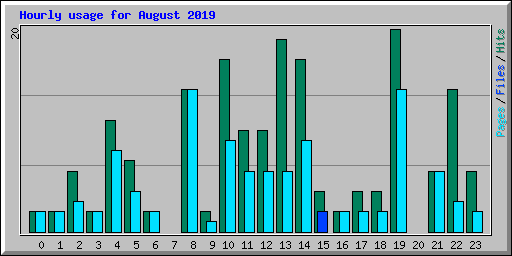 Hourly usage for August 2019
20
Pages/Files/Hits
0 1 2 3 4 5 6 7 8 9 10 11 12 13 14 15 16 17 18 19 20 21 22 23